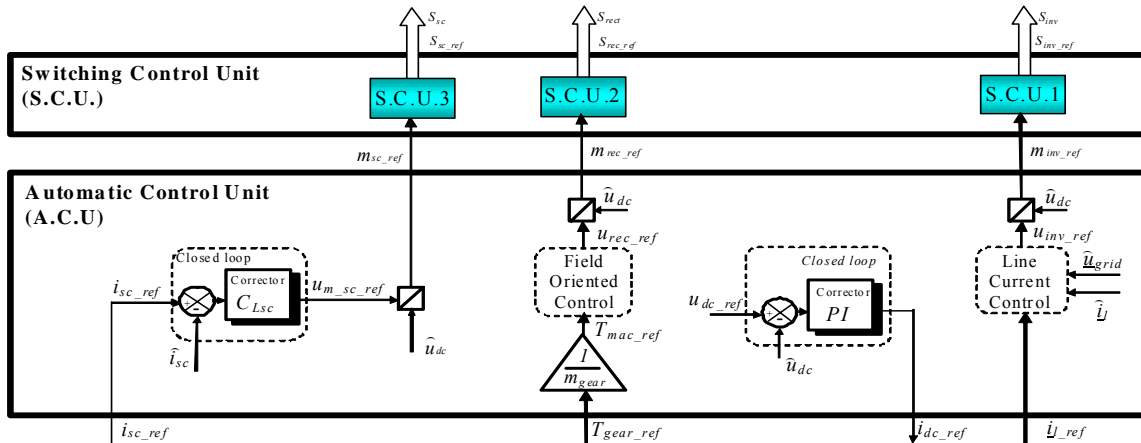 S_sc S_rect S_inv
S_sc_ref S_rec_ref S_inv_ref
Switching Control Unit
(S.C.U.)
S.C.U.3 S.C.U.2 S.C.U.1
m_sc_ref m_rec_ref m_inv_ref
Automatic Control Unit
(A.C.U)
û_dc û_dc
u_rec_ref u_inv_ref
Closed loop
Corrector
C_Lsc
i_sc_ref
u_m_sc_ref
+
-
î_sc
û_dc
Field
Oriented
Control
T_mac_ref
1
m_gear
Closed loop
Corrector
PI
u_dc_ref
+
-
û_dc
Line
Current
Control
û_grid
î_l
i_sc_ref T_gear_ref i_dc_ref i_l_ref